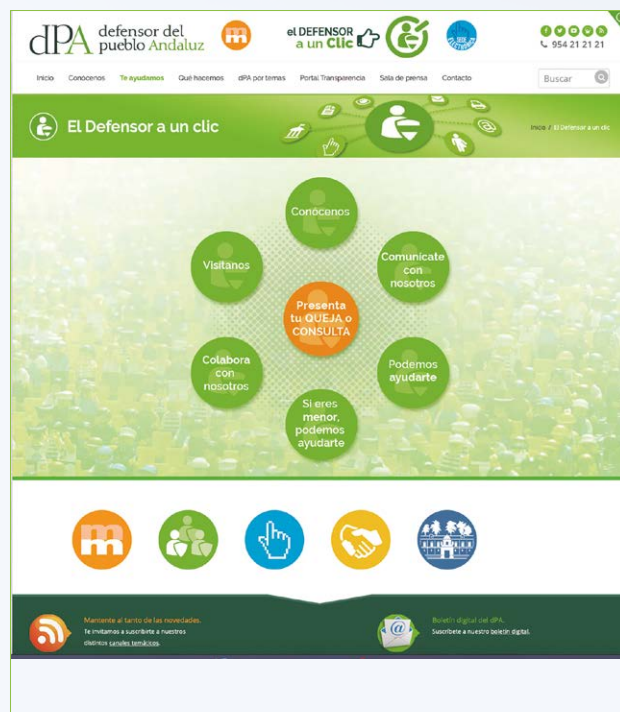 dPA defensor del
pueblo Andaluz
m
el DEFENSOR
a un Clic
SEDE
ELECTRÓNICA
954 21 21 21
Inicio Conócenos Te ayudamos Qué hacemos dPA por temas Portal Transparencia Sala de prensa Contacto
Buscar
El Defensor a un clic
Inicio / El Defensor a un clic
@
Conócenos
Visítanos
Comunícate
con
nosotros
Presenta
tu QUEJA o
CONSULTA
Colabora
con
nosotros
Podemos
ayudarte
Si eres
menor,
podemos
ayudarte
m
Mantente al tanto de las novedades.
Te invitamos a suscribirte a nuestros
distintos canales temáticos.
@
Boletín digital del dPA.
Suscríbete a nuestro boletín digital.